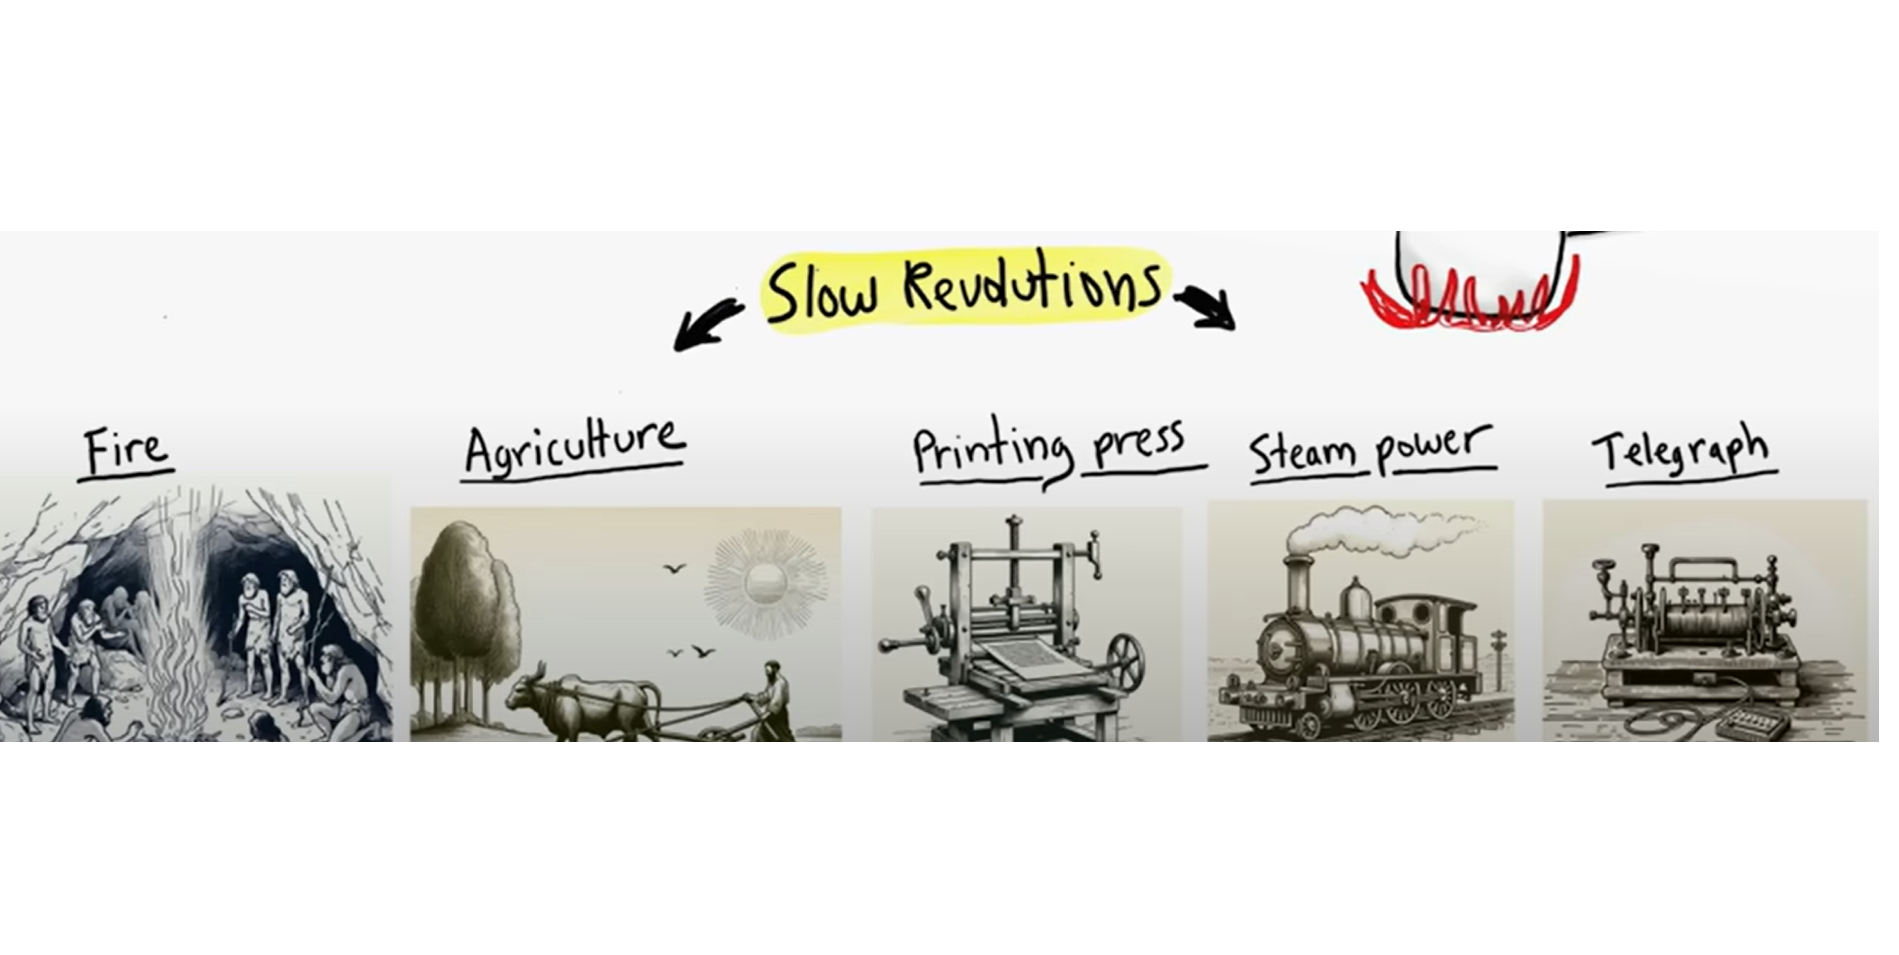 Slow Revolutions
Fire
Agriculture
Printing press
Steam power
Telegraph